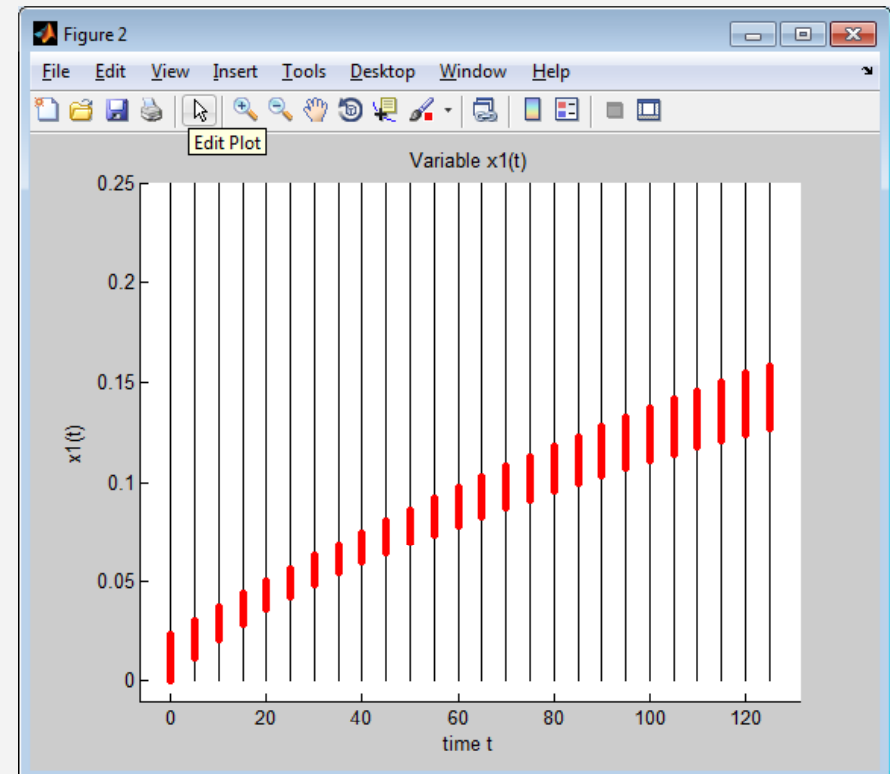 Figure 2
File Edit View Insert Tools Desktop Window Help
Edit Plot
Variable x1(t)
0.25
0.2
0.15
0.1
0.05
0
x1(t)
0 20 40 60 80 100 120
time t